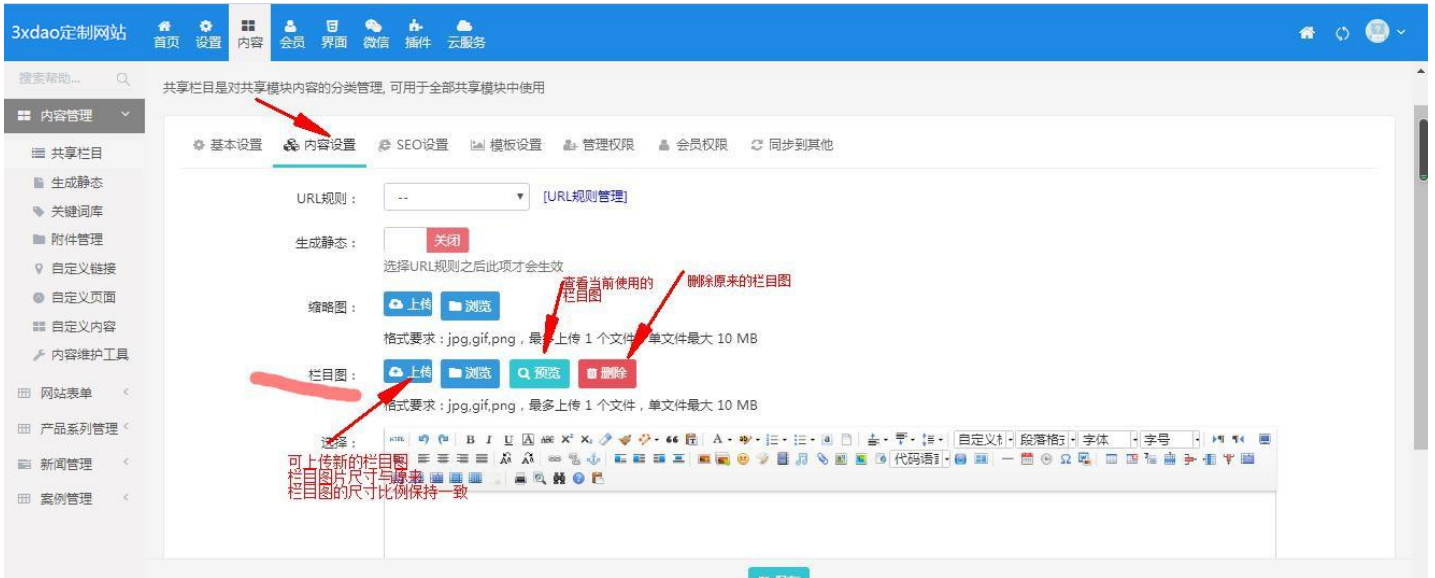 3xdao定制网站
首页 设置 内容 会员 界面 微信 插件 云服务
搜索帮助...
共享栏目是对共享模块内容的分类管理, 可用于全部共享模块中使用
内容管理
共享栏目
生成静态
关键词库
附件管理
自定义链接
自定义页面
自定义内容
内容维护工具
网站表单
产品系列管理
新闻管理
案例管理
基本设置 内容设置 SEO设置 模板设置 管理权限 会员权限 同步到其他
URL规则： -- [URL规则管理]
生成静态： 关闭
选择URL规则之后此项才会生效
查看当前使用的
栏目图
删除原来的栏目图
缩略图： 上传 浏览
格式要求：jpg,gif,png，最多上传 1 个文件，单文件最大 10 MB
栏目图： 上传 浏览 预览 删除
格式要求：jpg,gif,png，最多上传 1 个文件，单文件最大 10 MB
选择：
HTML B I U A ABC X² X₂ A 自定义标 段落格式 字体 字号
代码语言
可上传新的栏目图
栏目图片尺寸与原来
栏目图的尺寸比例保持一致